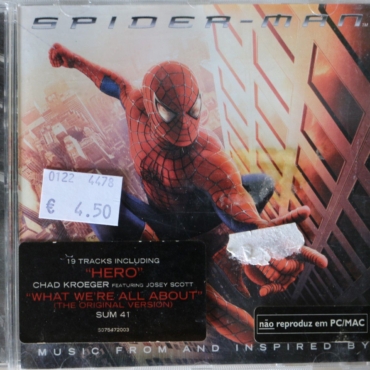 SPIDER-MAN
0122 4478
€ 4.50
19 TRACKS INCLUDING
"HERO"
CHAD KROEGER FEATURING JOSEY SCOTT
"WHAT WE'RE ALL ABOUT"
(THE ORIGINAL VERSION)
SUM 41
5075472003
não reproduz em PC/MAC
MUSIC FROM AND INSPIRED BY